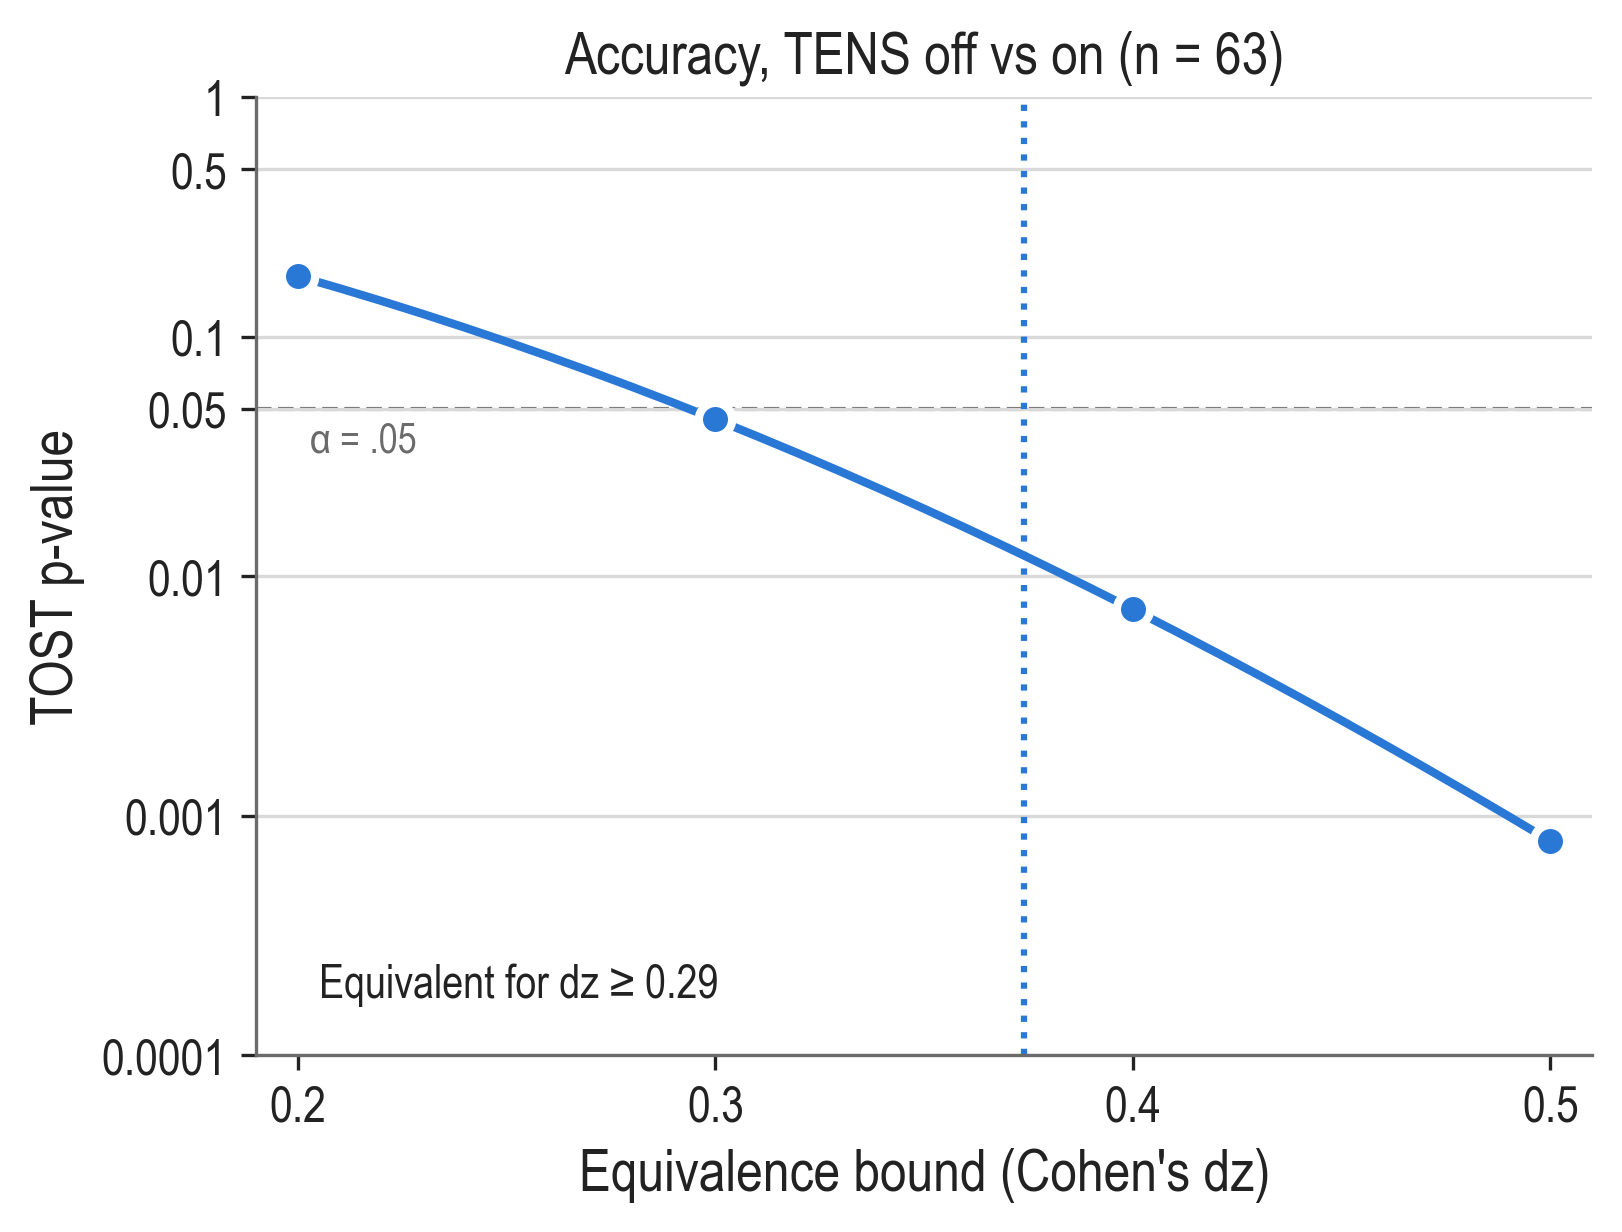 Accuracy, TENS off vs on (n = 63)
1
0.5
0.1
0.05
0.01
0.001
0.0001
TOST p-value
α = .05
Equivalent for dz ≥ 0.29
0.2
0.3
0.4
0.5
Equivalence bound (Cohen's dz)